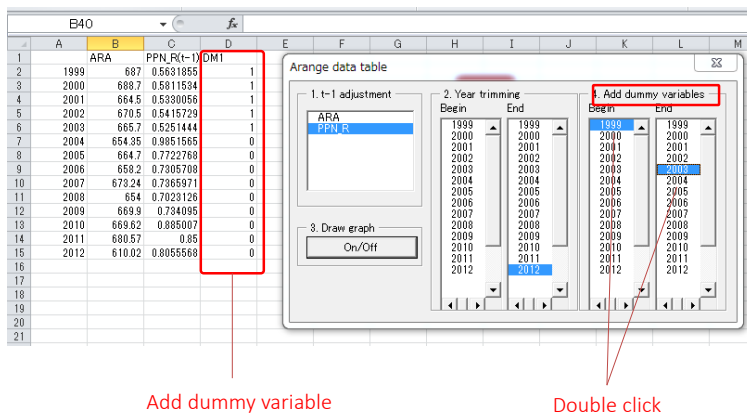 B40 fx
A B C D E F G H I J K L M
1 ARA PPN_R(t-1) DM1
2 1999 687 0.5631855 1
3 2000 688.7 0.5811534 1
4 2001 664.5 0.5330056 1
5 2002 670.5 0.5415729 1
6 2003 665.7 0.5251444 1
7 2004 654.35 0.9851565 0
8 2005 664.7 0.7722768 0
9 2006 658.2 0.7305708 0
10 2007 673.24 0.7365971 0
11 2008 654 0.7023126 0
12 2009 669.9 0.734095 0
13 2010 669.62 0.885007 0
14 2011 680.57 0.85 0
15 2012 610.02 0.8055568 0
16
17
18
19
20
21
Arange data table
1. t-1 adjustment
ARA
PPN_R
3. Draw graph
On/Off
2. Year trimming
Begin End
1999 1999
2000 2000
2001 2001
2002 2002
2003 2003
2004 2004
2005 2005
2006 2006
2007 2007
2008 2008
2009 2009
2010 2010
2011 2011
2012 2012
4. Add dummy variables
Begin End
1999 1999
2000 2000
2001 2001
2002 2002
2003 2003
2004 2004
2005 2005
2006 2006
2007 2007
2008 2008
2009 2009
2010 2010
2011 2011
2012 2012
Add dummy variable
Double click